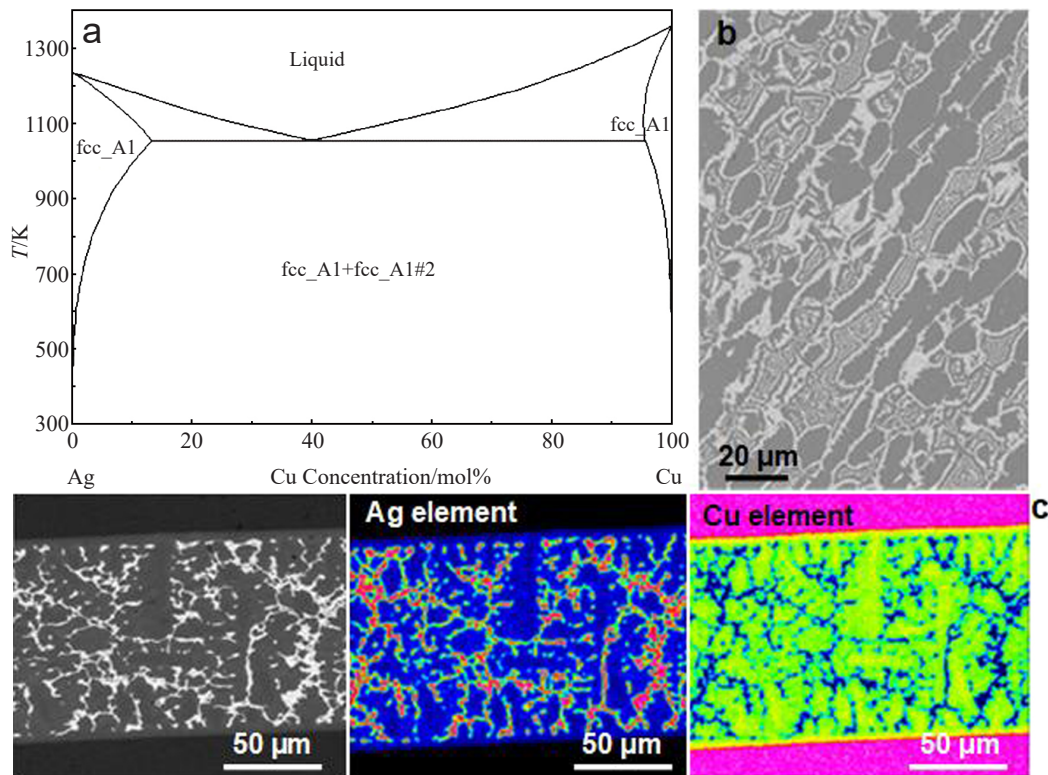 a
1300
1100
900
700
500
300
T/K
Liquid
fcc_A1
fcc_A1
fcc_A1+fcc_A1#2
0 20 40 60 80 100
Ag Cu Concentration/mol% Cu
b
20 µm
50 µm
Ag element
50 µm
Cu element
50 µm
c